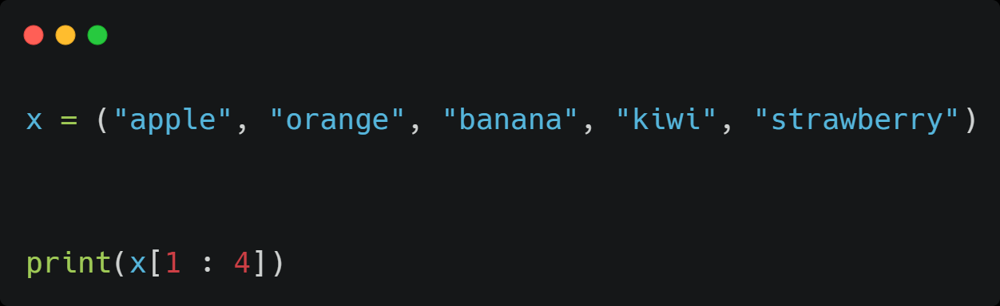 x = ("apple", "orange", "banana", "kiwi", "strawberry")
print(x[1 : 4])